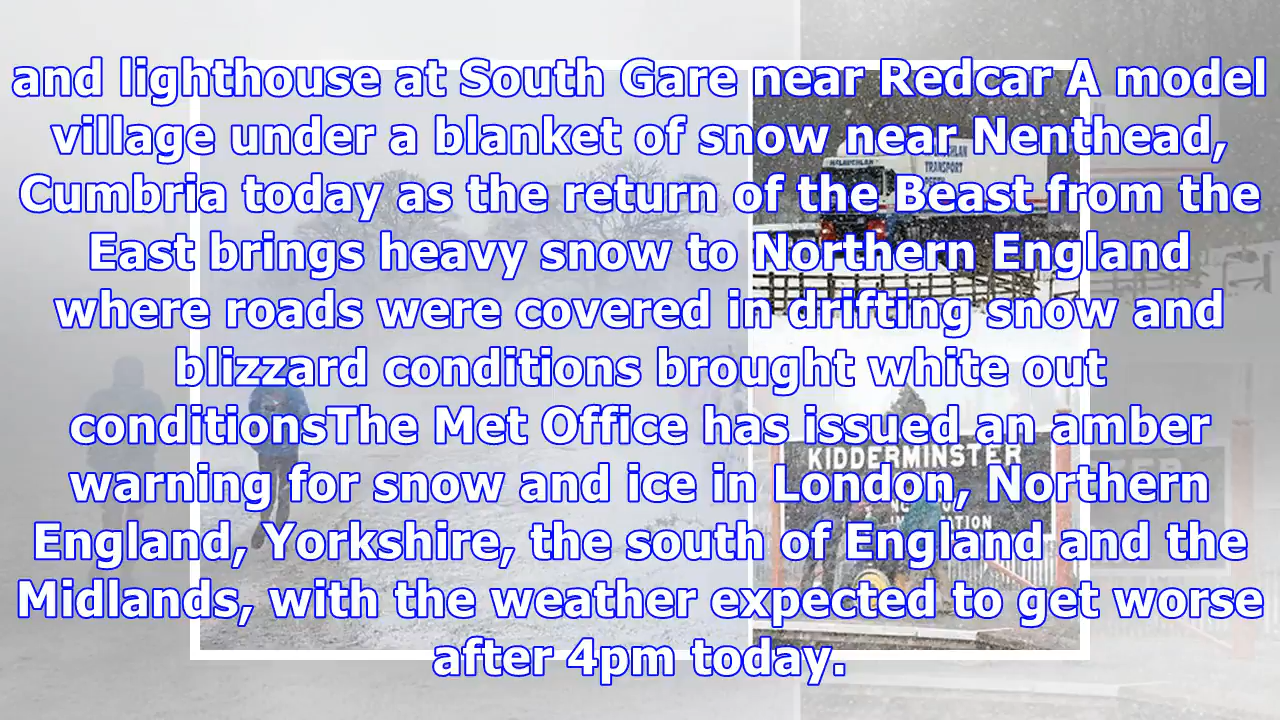 and lighthouse at South Gare near Redcar A model
village under a blanket of snow near Nenthead,
Cumbria today as the return of the Beast from the
East brings heavy snow to Northern England
where roads were covered in drifting snow and
blizzard conditions brought white out
conditionsThe Met Office has issued an amber
warning for snow and ice in London, Northern
England, Yorkshire, the south of England and the
Midlands, with the weather expected to get worse
after 4pm today.
TRANSPORT
KIDDERMINSTER